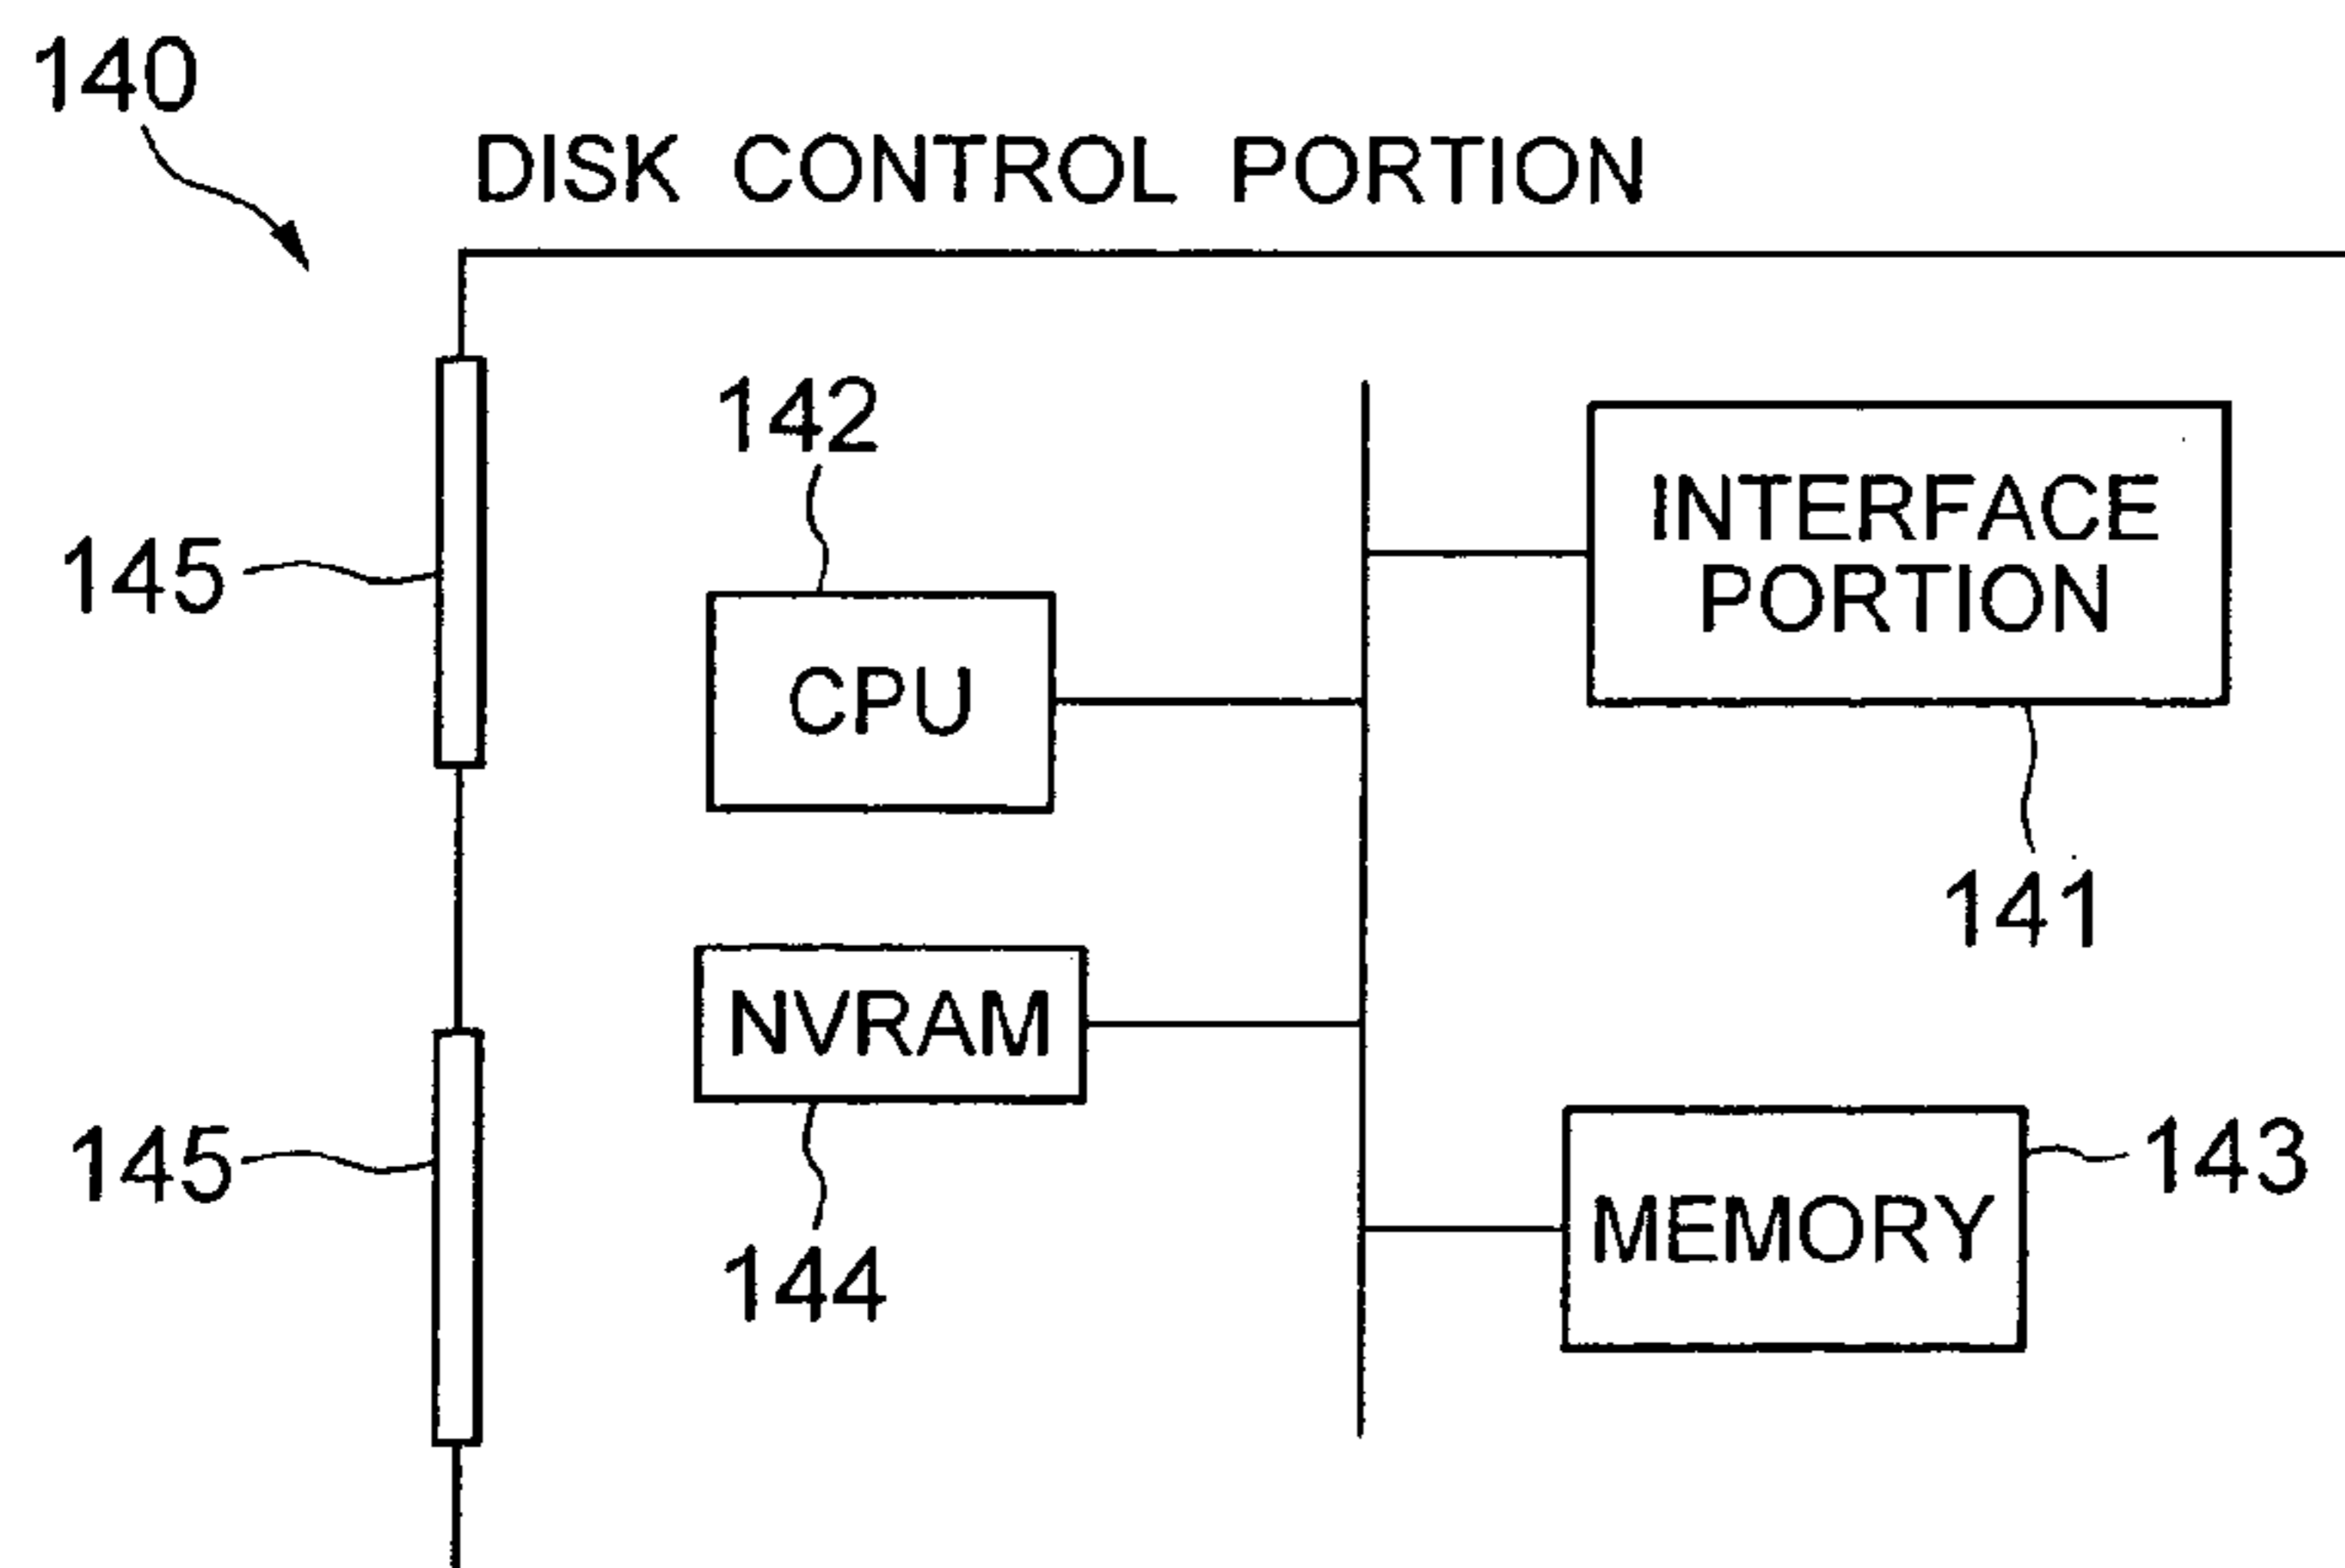 140
DISK CONTROL PORTION
142
INTERFACE
PORTION
145
CPU
141
NVRAM
145
143
MEMORY
144